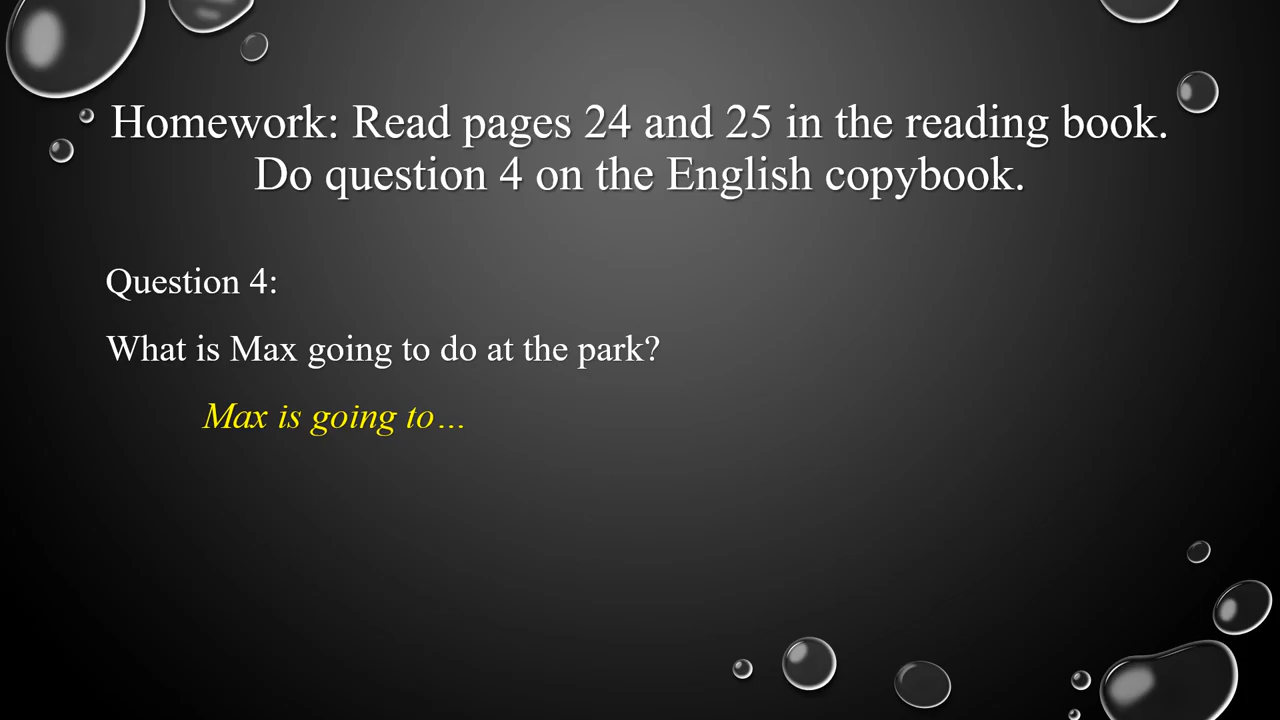 Homework: Read pages 24 and 25 in the reading book.
Do question 4 on the English copybook.
Question 4:
What is Max going to do at the park?
Max is going to…